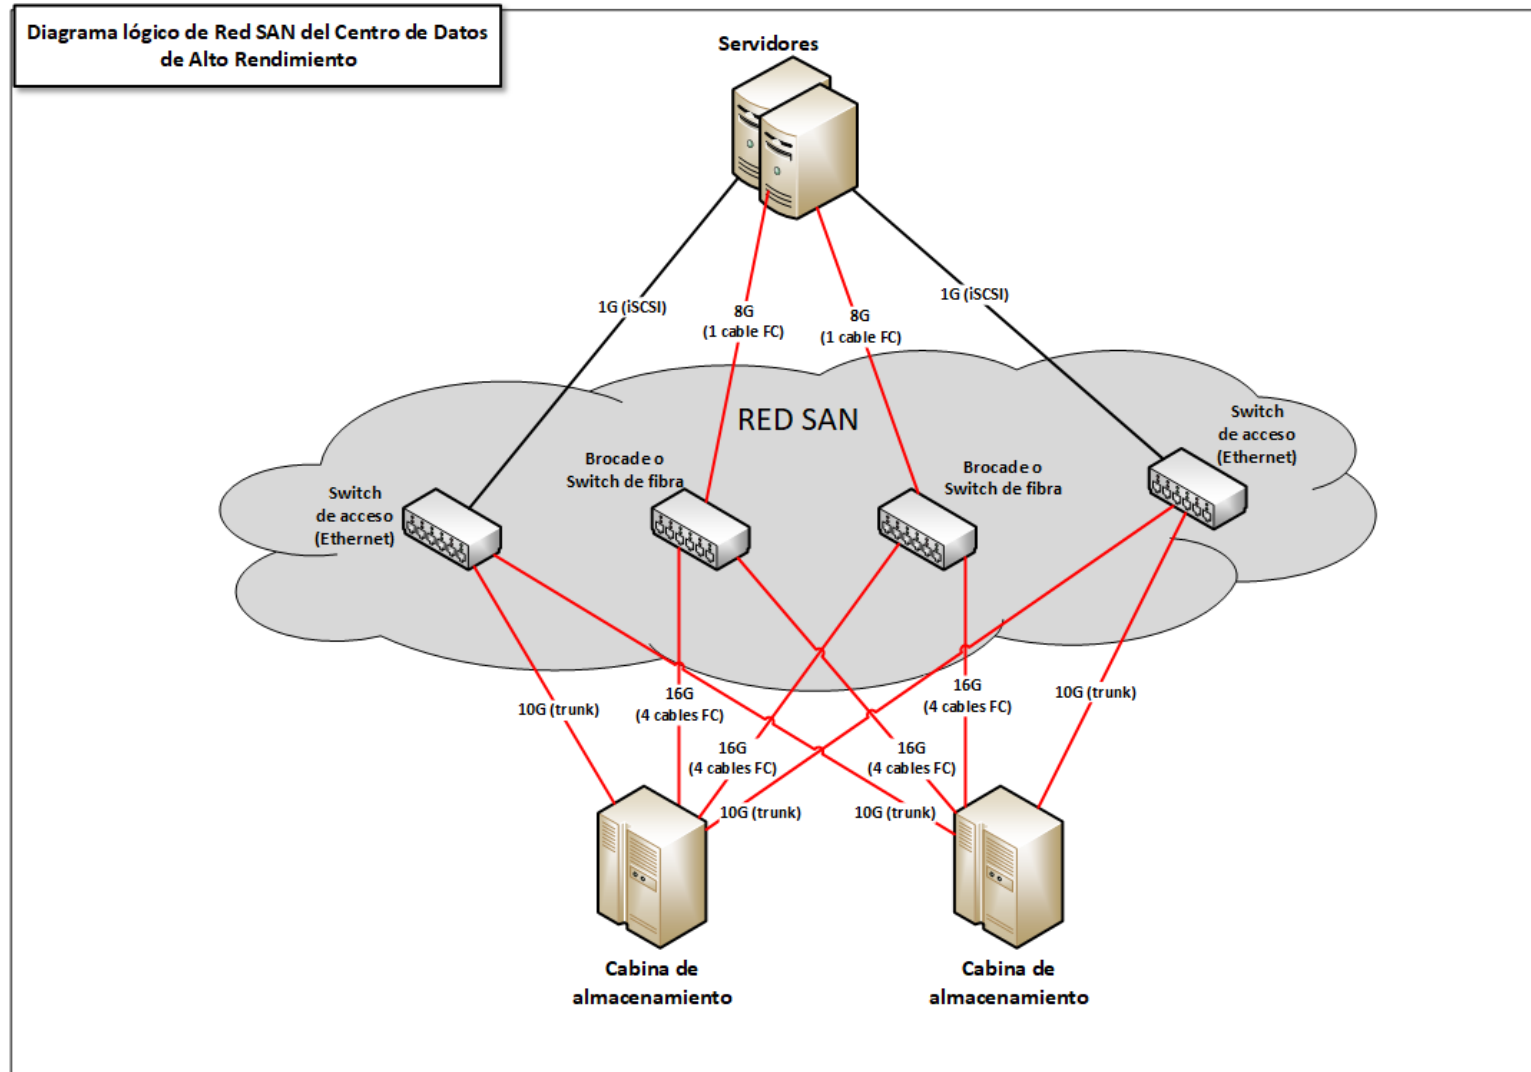 Diagrama lógico de Red SAN del Centro de Datos
de Alto Rendimiento
Servidores
1G (iSCSI)
1G (iSCSI)
8G
(1 cable FC)
8G
(1 cable FC)
RED SAN
Switch
de acceso
(Ethernet)
Brocade o
Switch de fibra
Brocade o
Switch de fibra
Switch
de acceso
(Ethernet)
10G (trunk)
16G
(4 cables FC)
16G
(4 cables FC)
10G (trunk)
16G
(4 cables FC)
16G
(4 cables FC)
10G (trunk)
10G (trunk)
Cabina de
almacenamiento
Cabina de
almacenamiento